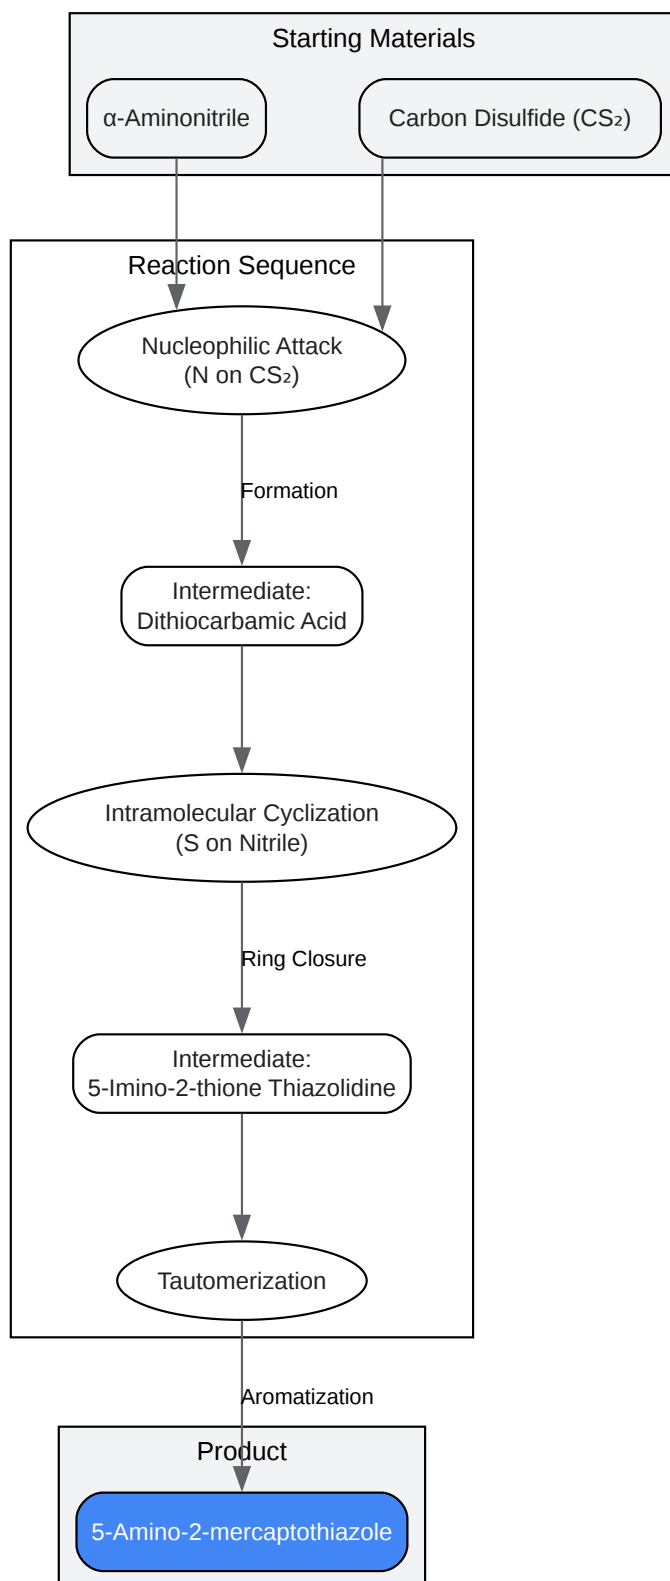 Starting Materials
α-Aminonitrile
Carbon Disulfide (CS₂)
Reaction Sequence
Nucleophilic Attack
(N on CS₂)
Formation
Intermediate:
Dithiocarbamic Acid
Intramolecular Cyclization
(S on Nitrile)
Ring Closure
Intermediate:
5-Imino-2-thione Thiazolidine
Tautomerization
Aromatization
Product
5-Amino-2-mercaptothiazole